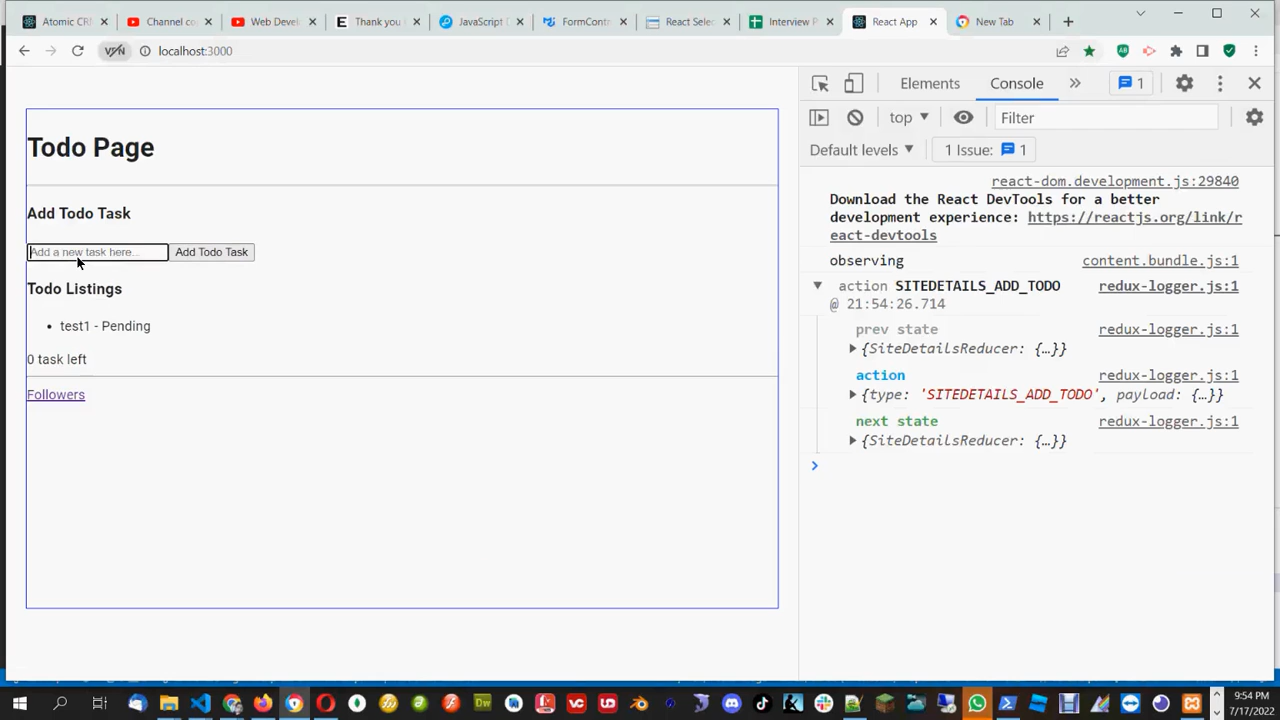 Atomic CR
Channel co
Web Devel
Thank you
JavaScript D
FormContr
React Selec
Interview P
React App
New Tab
VPN
localhost:3000
Todo Page
Add Todo Task
Add a new task here...
Add Todo Task
Todo Listings
• test1 - Pending
0 task left
Followers
Elements
Console
1
top
Filter
Default levels
1 Issue: 1
react-dom.development.js:29840
Download the React DevTools for a better
development experience: https://reactjs.org/link/r
eact-devtools
observing
content.bundle.js:1
action SITEDETAILS_ADD_TODO
redux-logger.js:1
@ 21:54:26.714
prev state
redux-logger.js:1
{SiteDetailsReducer: {…}}
action
redux-logger.js:1
{type: 'SITEDETAILS_ADD_TODO', payload: {…}}
next state
redux-logger.js:1
{SiteDetailsReducer: {…}}
9:54 PM
7/17/2022